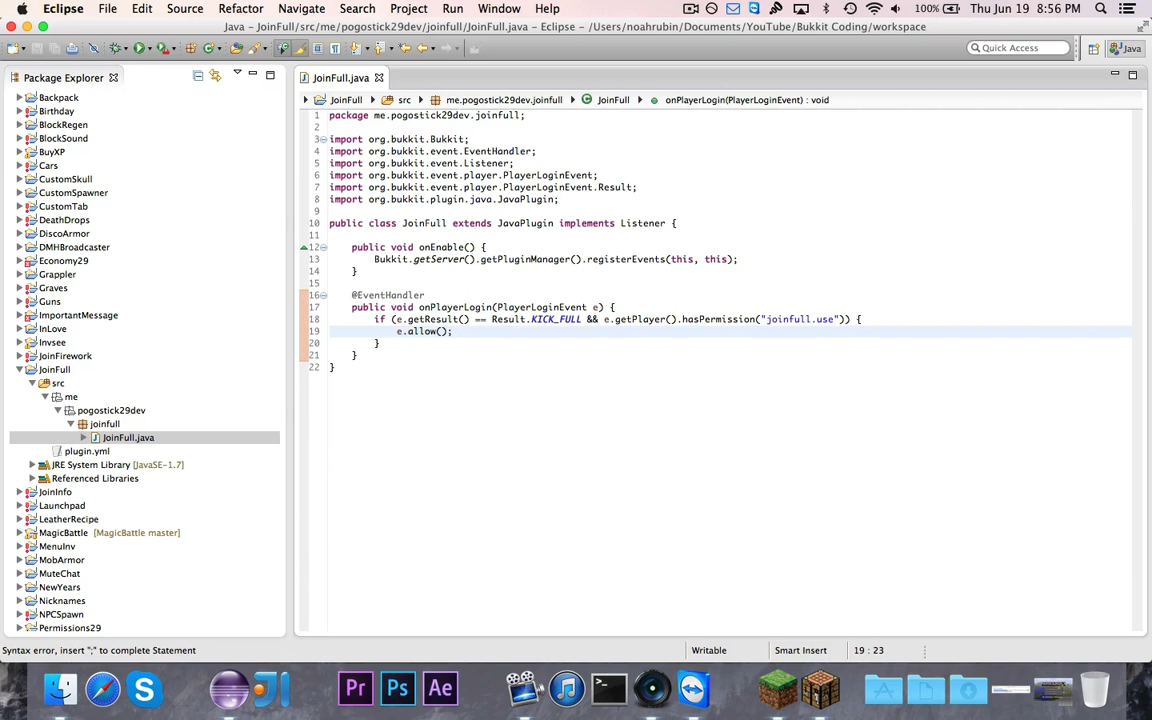 Eclipse File Edit Source Refactor Navigate Search Project Run Window Help 100% Thu Jun 19 8:56 PM
Java - JoinFull/src/me/pogostick29dev/joinfull/JoinFull.java - Eclipse - /Users/noahrubin/Documents/YouTube/Bukkit Coding/workspace
Quick Access Java
Package Explorer
Backpack
Birthday
BlockRegen
BlockSound
BuyXP
Cars
CustomSkull
CustomSpawner
CustomTab
DeathDrops
DiscoArmor
DMHBroadcaster
Economy29
Grappler
Graves
Guns
ImportantMessage
InLove
Invsee
JoinFirework
JoinFull
src
me
pogostick29dev
joinfull
JoinFull.java
plugin.yml
JRE System Library [JavaSE-1.7]
Referenced Libraries
JoinInfo
Launchpad
LeatherRecipe
MagicBattle [MagicBattle master]
MenuInv
MobArmor
MuteChat
NewYears
Nicknames
NPCSpawn
Permissions29
JoinFull.java
JoinFull src me.pogostick29dev.joinfull JoinFull onPlayerLogin(PlayerLoginEvent) : void
1 package me.pogostick29dev.joinfull;
2
3 import org.bukkit.Bukkit;
4 import org.bukkit.event.EventHandler;
5 import org.bukkit.event.Listener;
6 import org.bukkit.event.player.PlayerLoginEvent;
7 import org.bukkit.event.player.PlayerLoginEvent.Result;
8 import org.bukkit.plugin.java.JavaPlugin;
9
10 public class JoinFull extends JavaPlugin implements Listener {
11
12 public void onEnable() {
13 Bukkit.getServer().getPluginManager().registerEvents(this, this);
14 }
15
16 @EventHandler
17 public void onPlayerLogin(PlayerLoginEvent e) {
18 if (e.getResult() == Result.KICK_FULL && e.getPlayer().hasPermission("joinfull.use")) {
19 e.allow();
20 }
21 }
22 }
Syntax error, insert ";" to complete Statement Writable Smart Insert 19 : 23
Pr Ps Ae